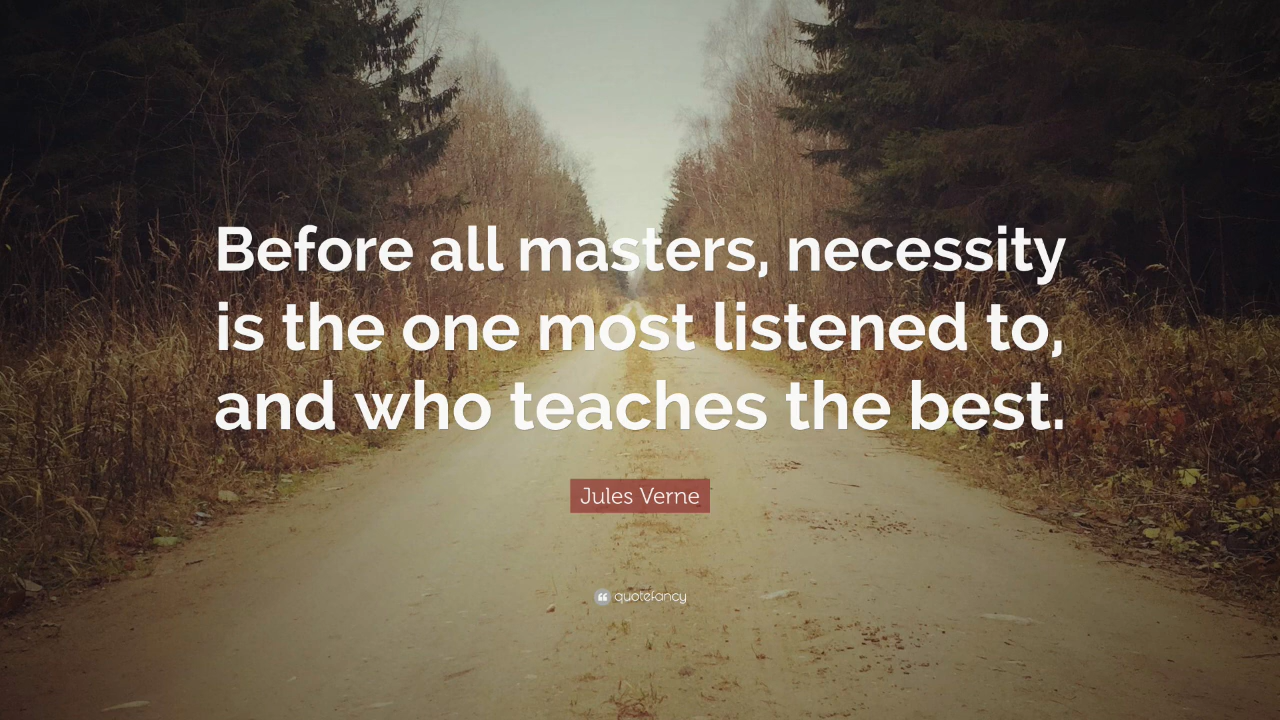 Before all masters, necessity
is the one most listened to,
and who teaches the best.
Jules Verne
quotefancy